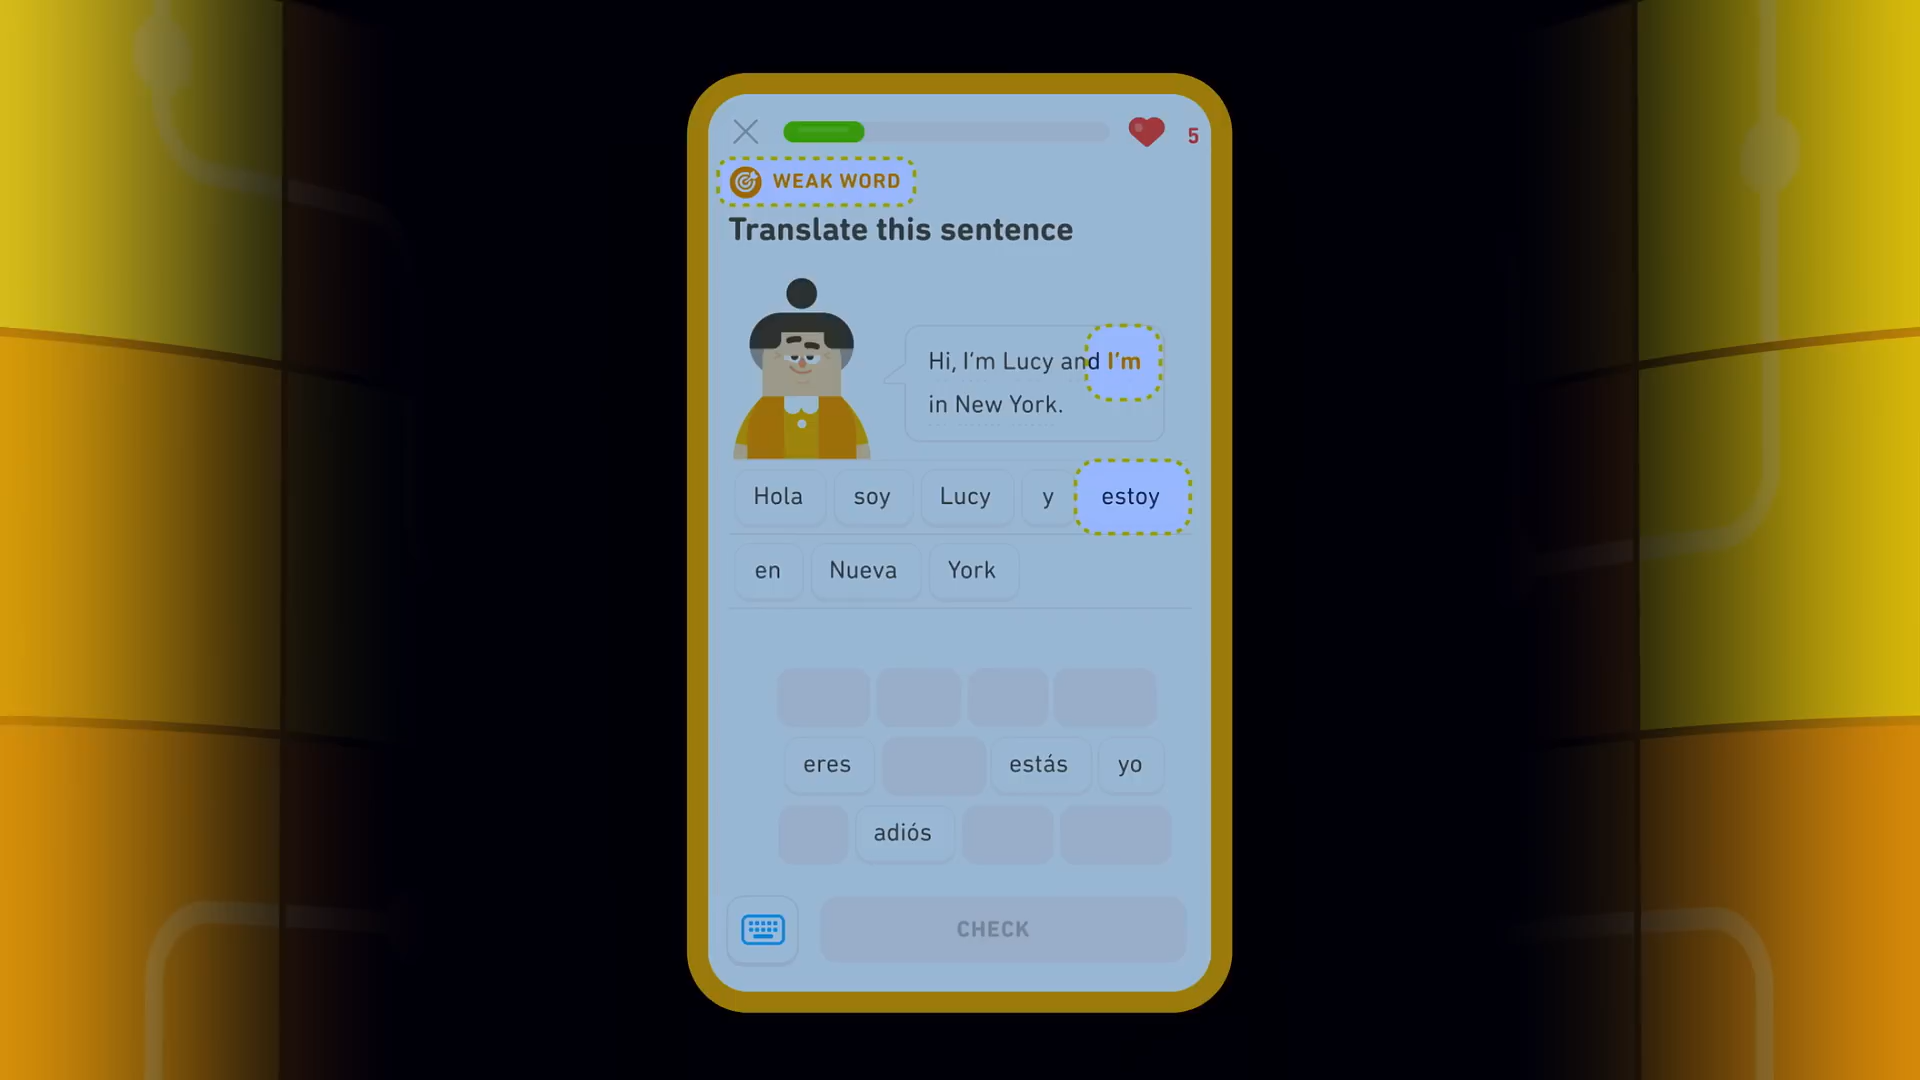 5
WEAK WORD
Translate this sentence
Hi, I'm Lucy and I'm
in New York.
Hola soy Lucy y estoy
en Nueva York
eres estás yo
adiós
CHECK